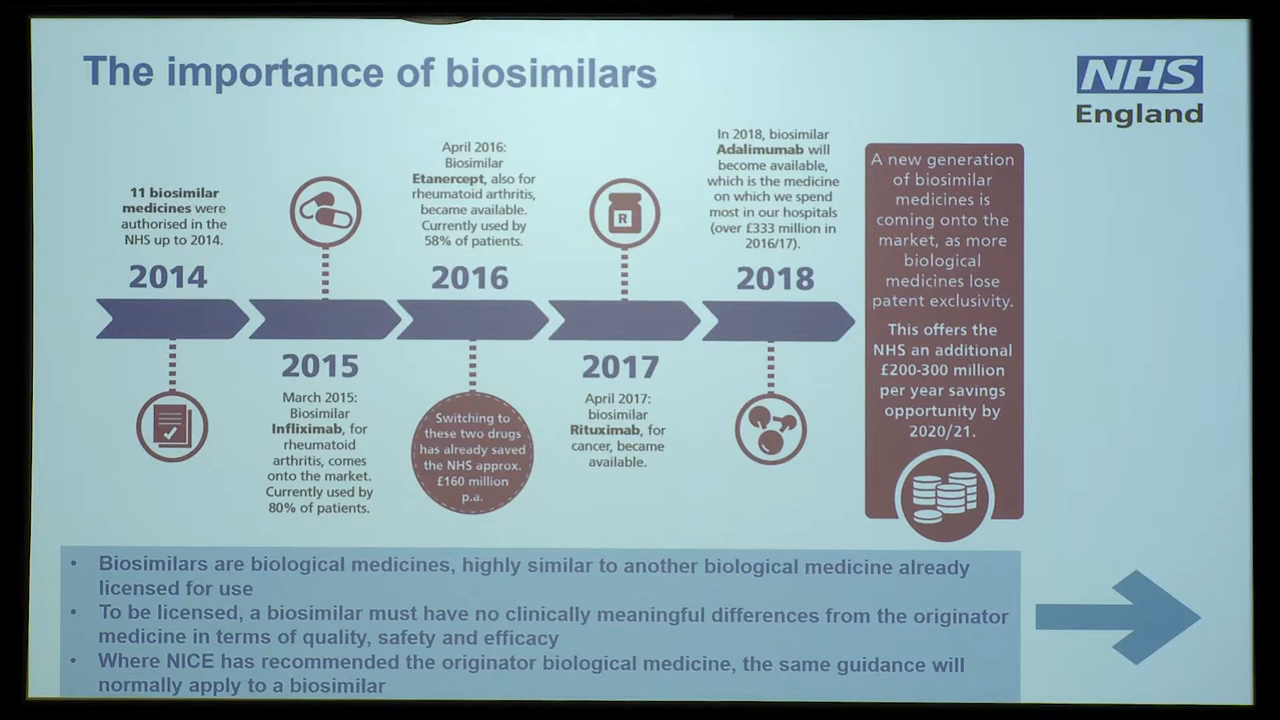 The importance of biosimilars
NHS
England
11 biosimilar
medicines were
authorised in the
NHS up to 2014.
2014
2015
March 2015:
Biosimilar
Infliximab, for
rheumatoid
arthritis, comes
onto the market.
Currently used by
80% of patients.
April 2016:
Biosimilar
Etanercept, also for
rheumatoid arthritis,
became available.
Currently used by
58% of patients.
2016
Switching to
these two drugs
has already saved
the NHS approx.
£160 million
p.a.
R
2017
April 2017:
biosimilar
Rituximab, for
cancer, became
available.
In 2018, biosimilar
Adalimumab will
become available,
which is the medicine
on which we spend
most in our hospitals
(over £333 million in
2016/17).
2018
A new generation
of biosimilar
medicines is
coming onto the
market, as more
biological
medicines lose
patent exclusivity.
This offers the
NHS an additional
£200-300 million
per year savings
opportunity by
2020/21.
• Biosimilars are biological medicines, highly similar to another biological medicine already
licensed for use
• To be licensed, a biosimilar must have no clinically meaningful differences from the originator
medicine in terms of quality, safety and efficacy
• Where NICE has recommended the originator biological medicine, the same guidance will
normally apply to a biosimilar